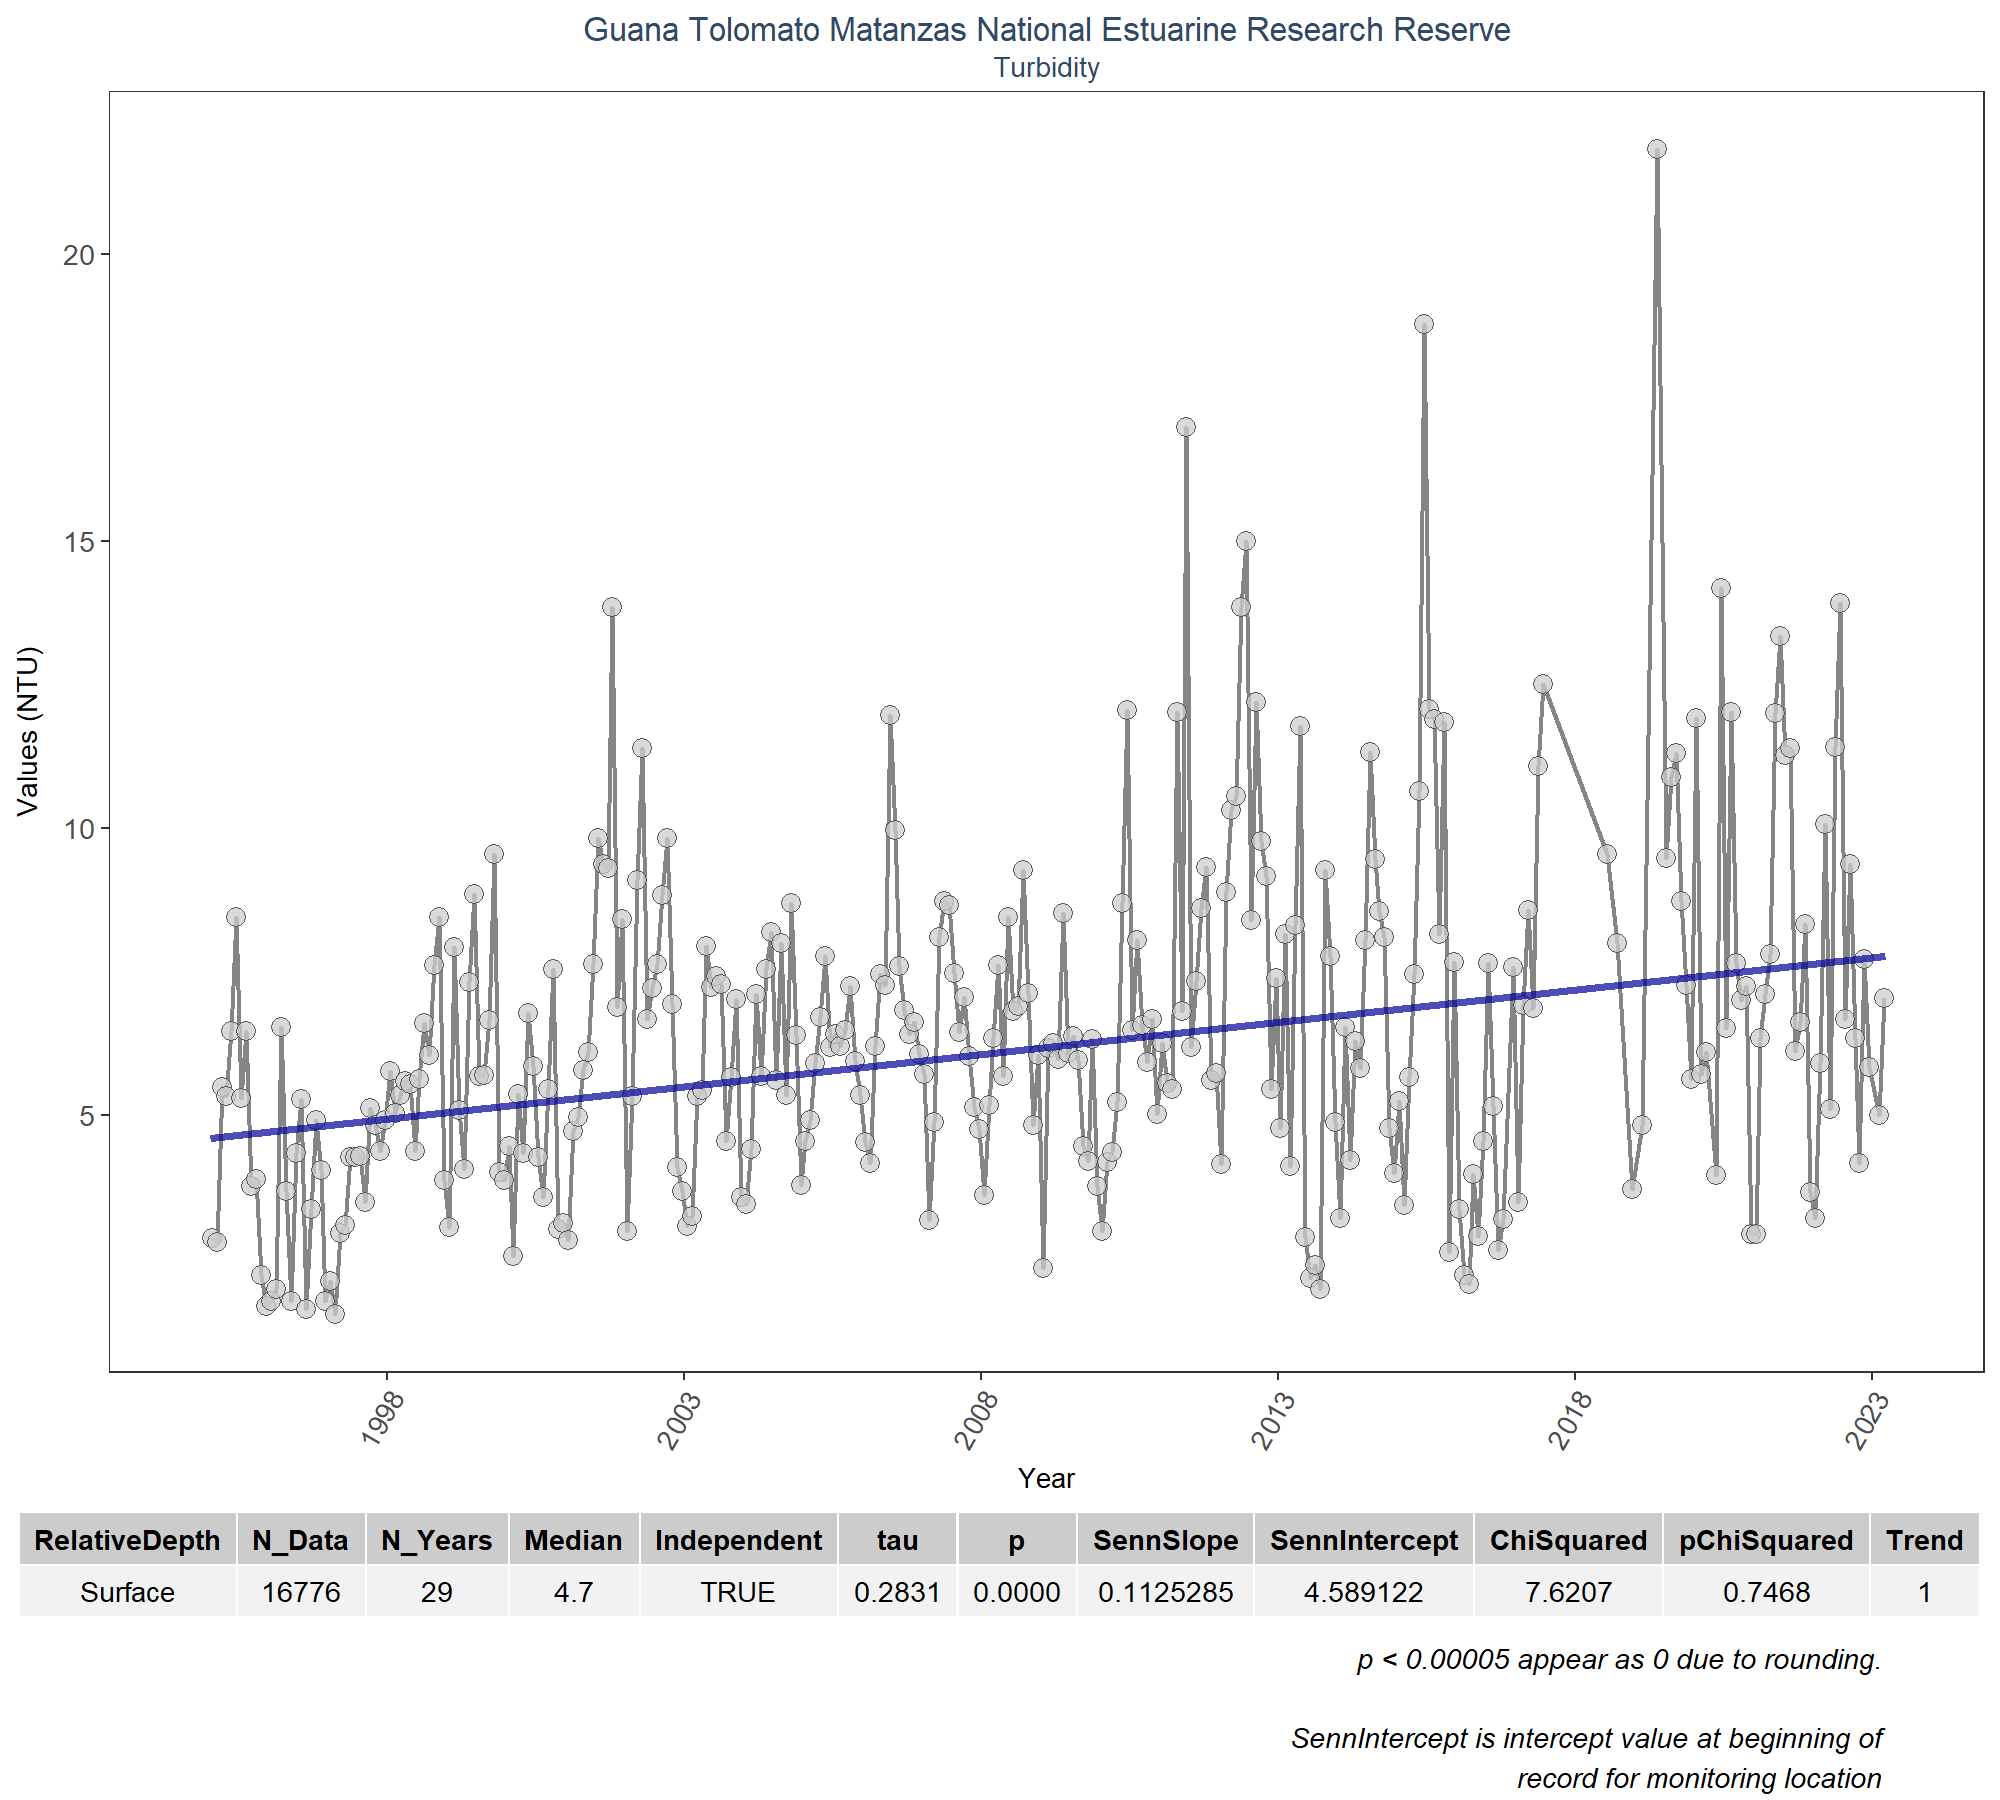 Guana Tolomato Matanzas National Estuarine Research Reserve
Turbidity
Values (NTU)
20
15
10
5
1998 2003 2008 2013 2018 2023
Year
RelativeDepth N_Data N_Years Median Independent tau p SennSlope SennIntercept ChiSquared pChiSquared Trend
Surface 16776 29 4.7 TRUE 0.2831 0.0000 0.1125285 4.589122 7.6207 0.7468 1
p < 0.00005 appear as 0 due to rounding.
SennIntercept is intercept value at beginning of
record for monitoring location